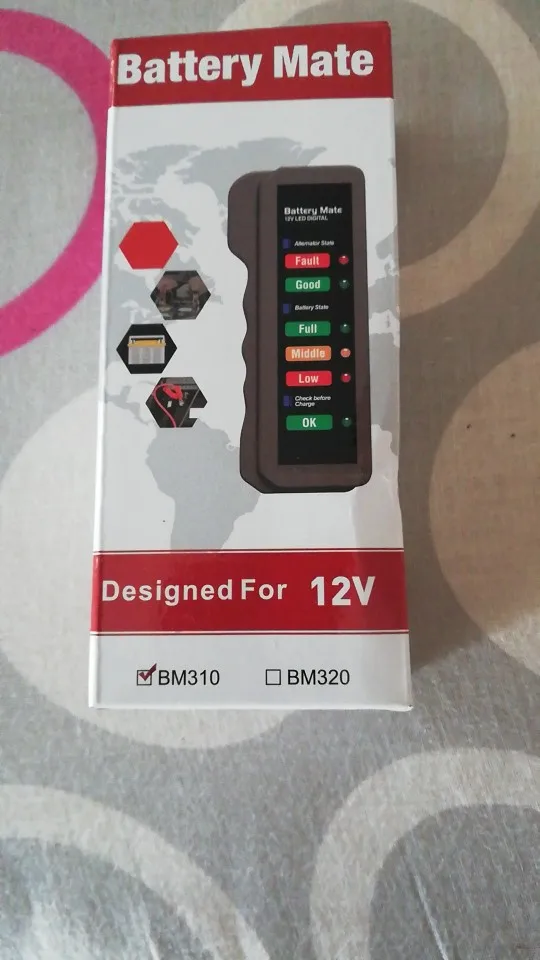 Battery Mate
Battery Mate
12V LED DIGITAL
Alternator State
Fault
Good
Battery State
Full
Middle
Low
Check before
Charge
OK
Designed For 12V
BM310 BM320